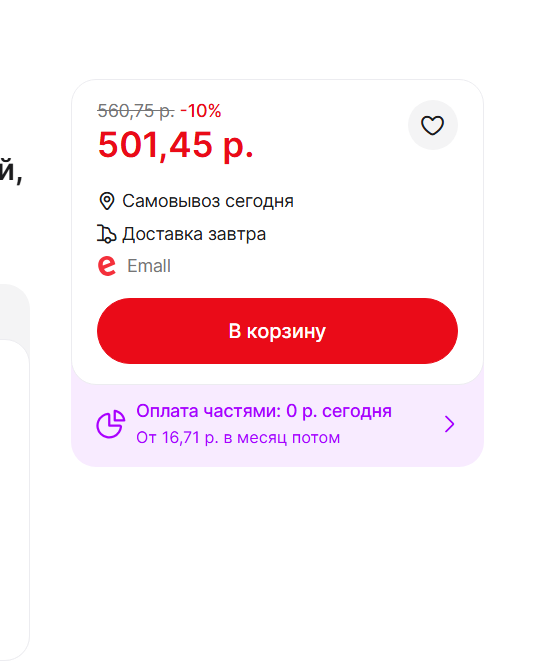 й,
560,75 р. -10%
501,45 р.
Самовывоз сегодня
Доставка завтра
e Emall
В корзину
Оплата частями: 0 р. сегодня
От 16,71 р. в месяц потом